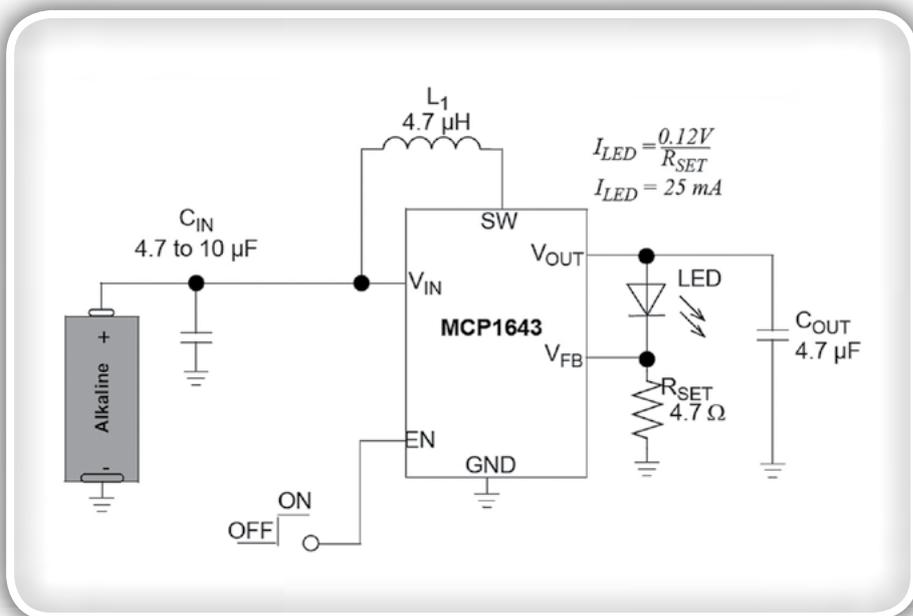 L1
4.7 µH
ILED = 0.12V
RSET
ILED = 25 mA
CIN
4.7 to 10 µF
SW
VOUT
LED
VIN
+
MCP1643
COUT
4.7 µF
VFB
Alkaline
RSET
4.7 Ω
EN
-
GND
ON
OFF